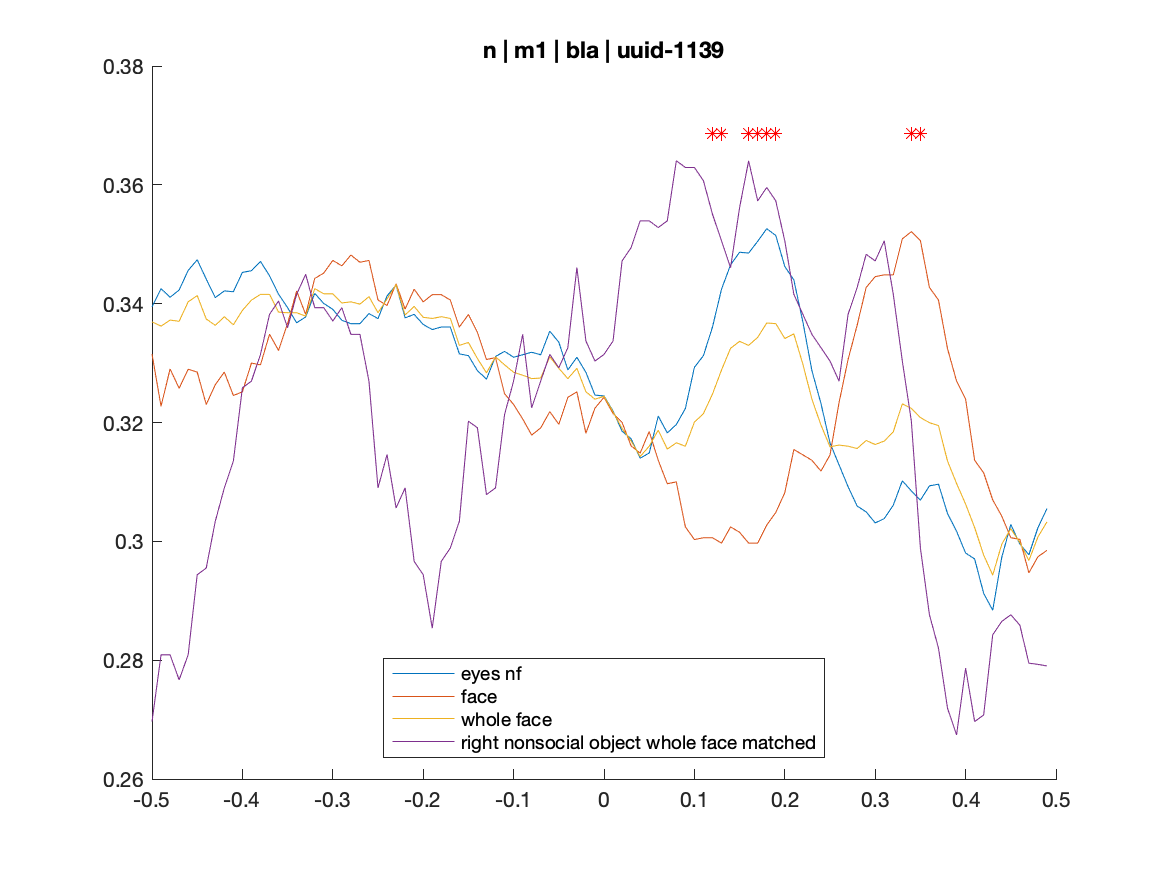 n | m1 | bla | uuid-1139
0.38
0.36
0.34
0.32
0.3
0.28
0.26
eyes nf
face
whole face
right nonsocial object whole face matched
-0.5 -0.4 -0.3 -0.2 -0.1 0 0.1 0.2 0.3 0.4 0.5